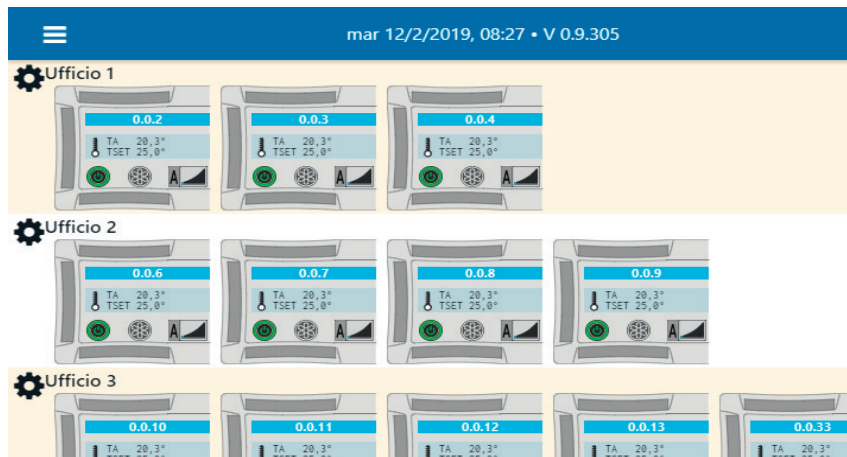 mar 12/2/2019, 08:27 • V 0.9.305
Ufficio 1
0.0.2 0.0.3 0.0.4
TA 20,3° TA 20,3° TA 20,3°
TSET 25,0° TSET 25,0° TSET 25,0°
A A A
Ufficio 2
0.0.6 0.0.7 0.0.8 0.0.9
TA 20,3° TA 20,3° TA 20,3° TA 20,3°
TSET 25,0° TSET 25,0° TSET 25,0° TSET 25,0°
A A A A
Ufficio 3
0.0.10 0.0.11 0.0.12 0.0.13 0.0.33
TA 20,3° TA 20,3° TA 20,3° TA 20,3° TA 20,3°